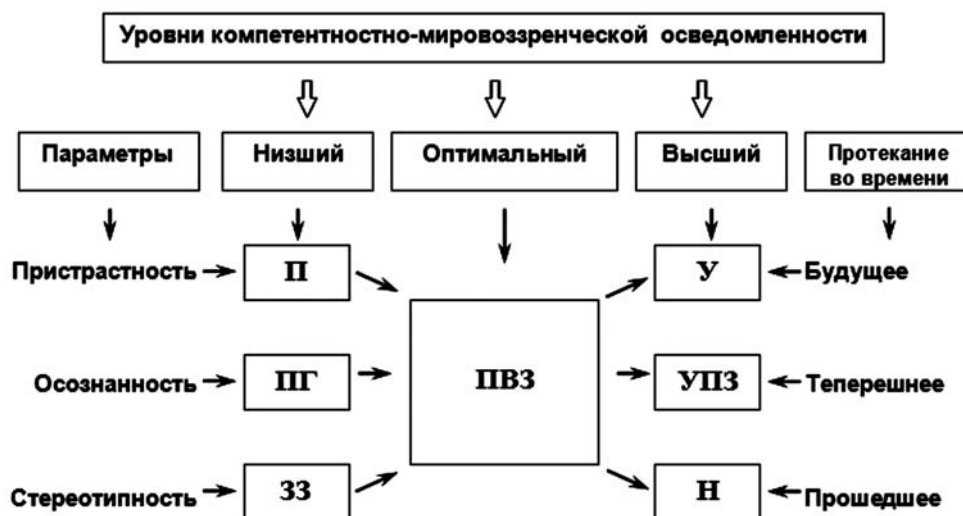 Уровни компетентностно-мировоззренческой осведомленности
Параметры
Низший
Оптимальный
Высший
Протекание
во времени
Пристрастность
П
У
Будущее
Осознанность
ПГ
ПВЗ
УПЗ
Теперешнее
Стереотипность
ЗЗ
Н
Прошедшее